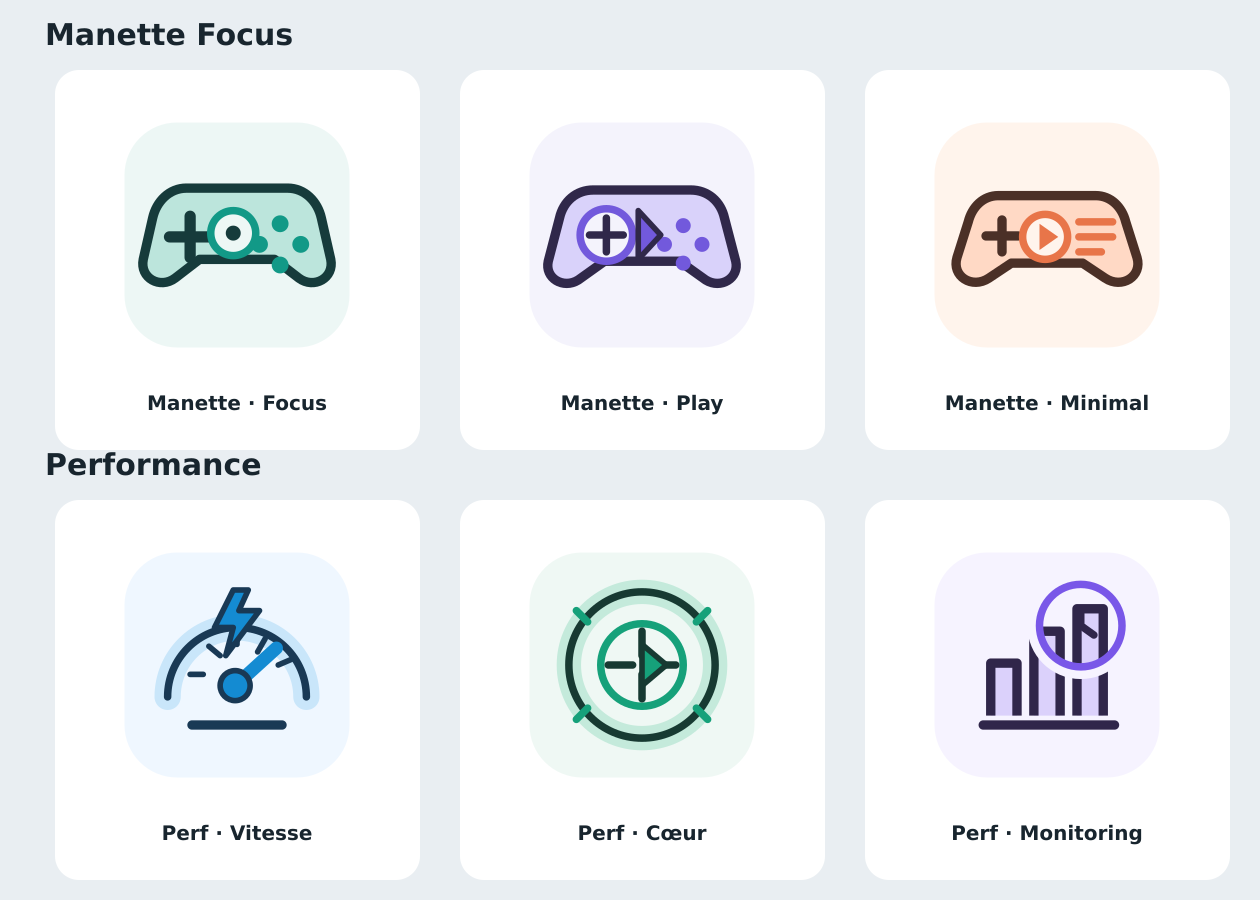 Manette Focus
Manette · Focus
Manette · Play
Manette · Minimal
Performance
Perf · Vitesse
Perf · Cœur
Perf · Monitoring